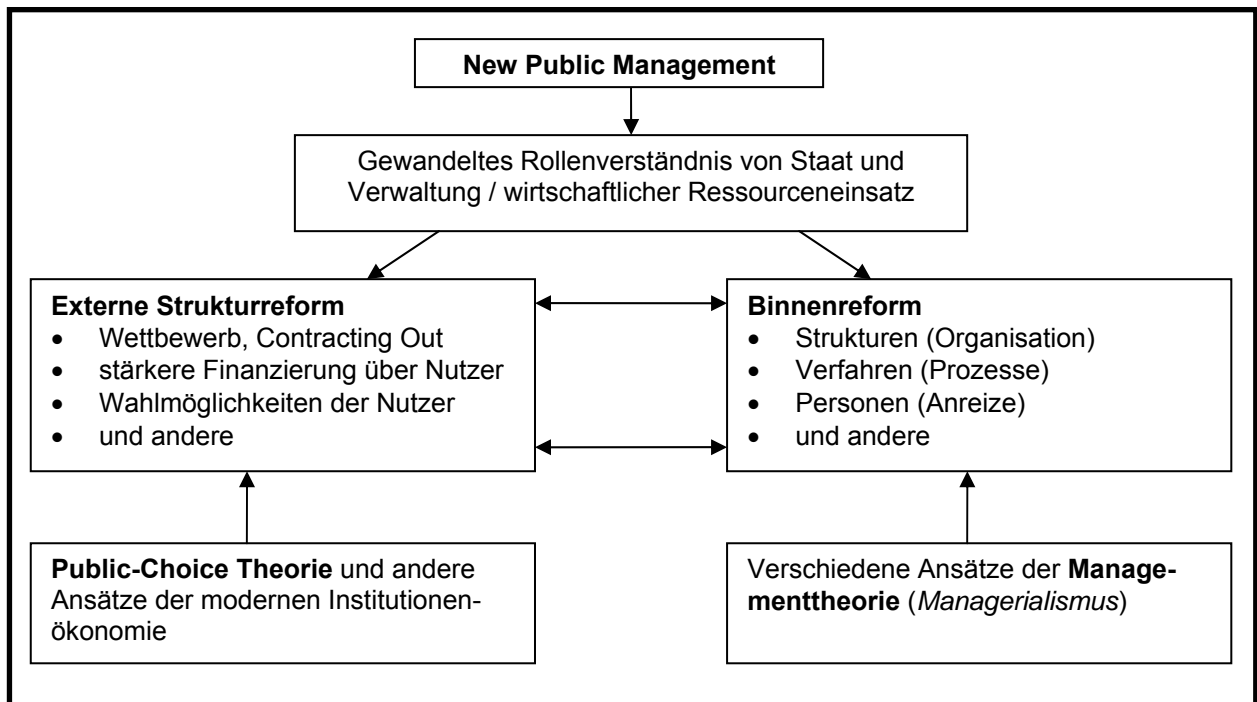 New Public Management
Gewandeltes Rollenverständnis von Staat und
Verwaltung / wirtschaftlicher Ressourceneinsatz
Externe Strukturreform
• Wettbewerb, Contracting Out
• stärkere Finanzierung über Nutzer
• Wahlmöglichkeiten der Nutzer
• und andere
Binnenreform
• Strukturen (Organisation)
• Verfahren (Prozesse)
• Personen (Anreize)
• und andere
Public-Choice Theorie und andere
Ansätze der modernen Institutionen-
ökonomie
Verschiedene Ansätze der Manage-
menttheorie (Managerialismus)